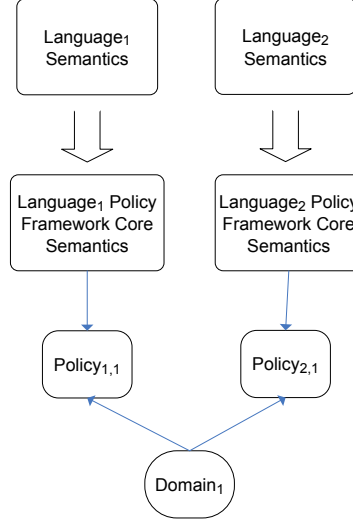 Language₁
Semantics
Language₂
Semantics
Language₁ Policy
Framework Core
Semantics
Language₂ Policy
Framework Core
Semantics
Policy₁,₁
Policy₂,₁
Domain₁